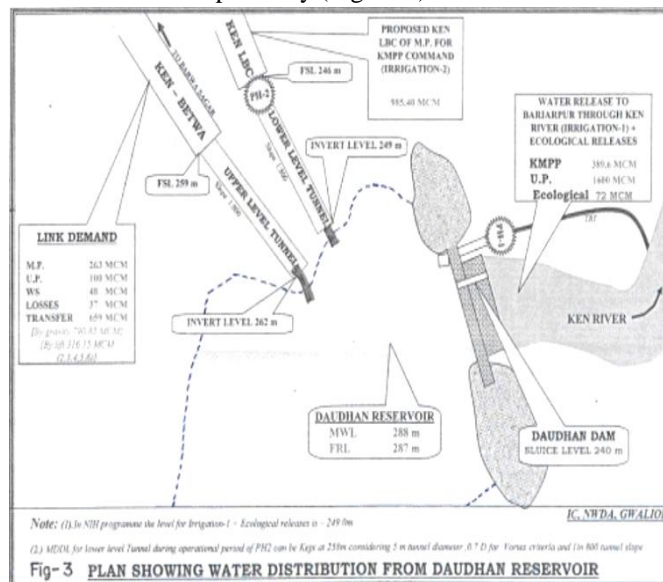 KEN LBC
PROPOSED KEN
LBC OF M.P. FOR
KMPP COMMAND
(IRRIGATION-2)
985.40 MCM
TO BARWA SAGAR
KEN - BETWA
FSL 246 m
PH-2
LOWER LEVEL TUNNEL
INVERT LEVEL 249 m
WATER RELEASE TO
BARIARPUR THROUGH KEN
RIVER (IRRIGATION-1) +
ECOLOGICAL RELEASES
KMPP 389.6 MCM
U.P. 1400 MCM
Ecological 72 MCM
FSL 259 m
UPPER LEVEL TUNNEL
PH-1
LINK DEMAND
M.P. 263 MCM
U.P. 100 MCM
WS 48 MCM
LOSSES 37 MCM
TRANSFER 659 MCM
INVERT LEVEL 262 m
KEN RIVER
DAUDHAN RESERVOIR
MWL 288 m
FRL 287 m
DAUDHAN DAM
SLUICE LEVEL 240 m
IC, NWDA, GWALIOR
Note: (1).In NIH programme the level for Irrigation-1 + Ecological releases is - 249.0m
(2.) MDDL for lower level Tunnel during operational period of PH2 can be Kept at 258m considering 5 m tunnel diameter, 0.7 D for Vortex criteria and 1in 800 tunnel slope
Fig- 3 PLAN SHOWING WATER DISTRIBUTION FROM DAUDHAN RESERVOIR